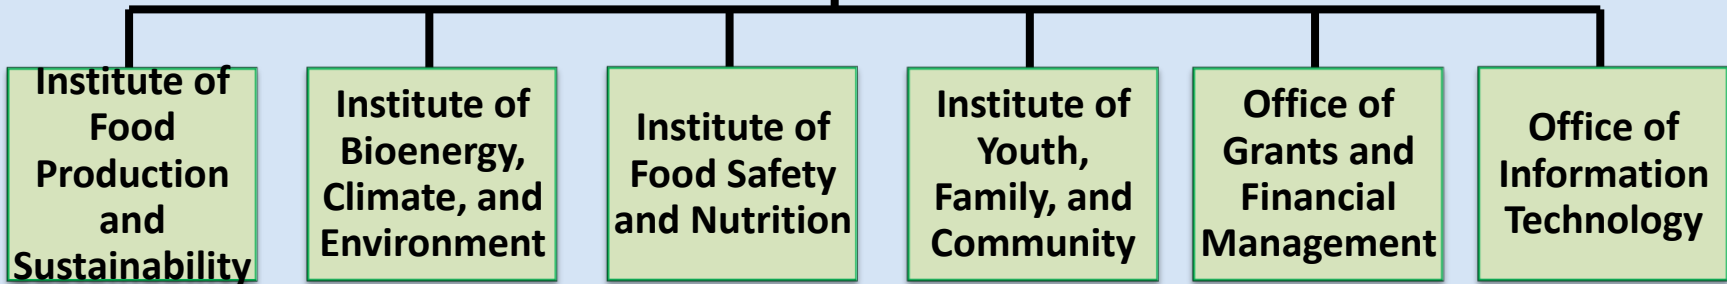 Institute of
Food
Production
and
Sustainability
Institute of
Bioenergy,
Climate, and
Environment
Institute of
Food Safety
and Nutrition
Institute of
Youth,
Family, and
Community
Office of
Grants and
Financial
Management
Office of
Information
Technology